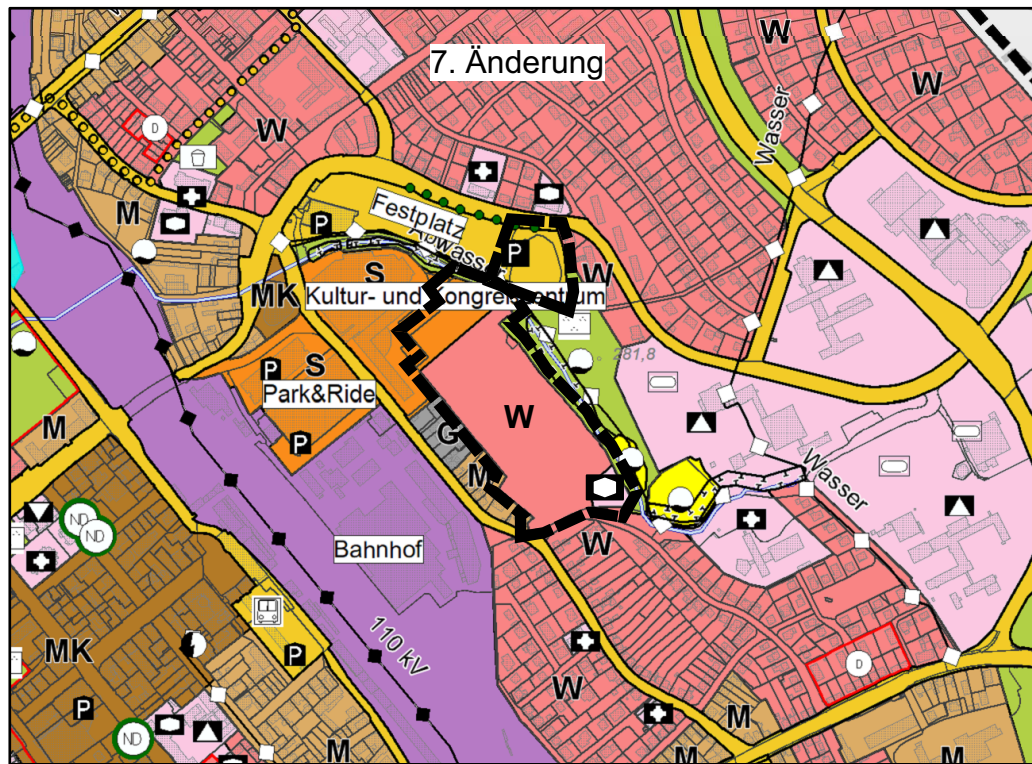 7. Änderung
W
W
W
Wasser
D
W
M
P
Festplatz
Abwasser
P
W
S
MK
Kultur- und Kongreßzentrum
281,8
P
S
Park&Ride
W
M
G
P
M
Wasser
ND
ND
Bahnhof
W
110 kV
MK
P
W
D
P
ND
M
M
M
M